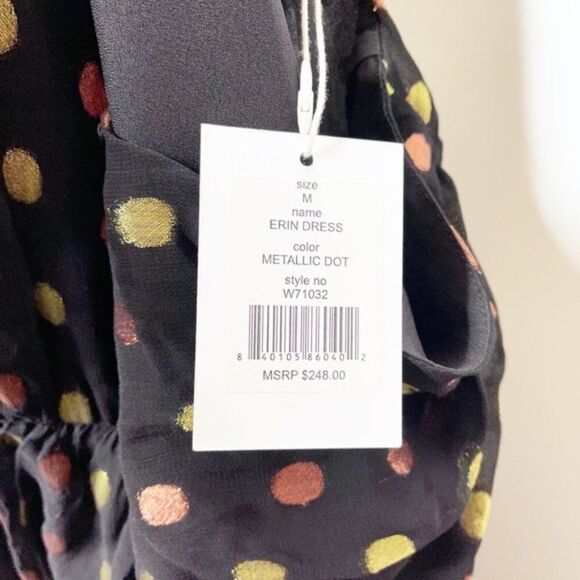 size
M
name
ERIN DRESS
color
METALLIC DOT
style no
W71032
8 40105 86040 2
MSRP $248.00